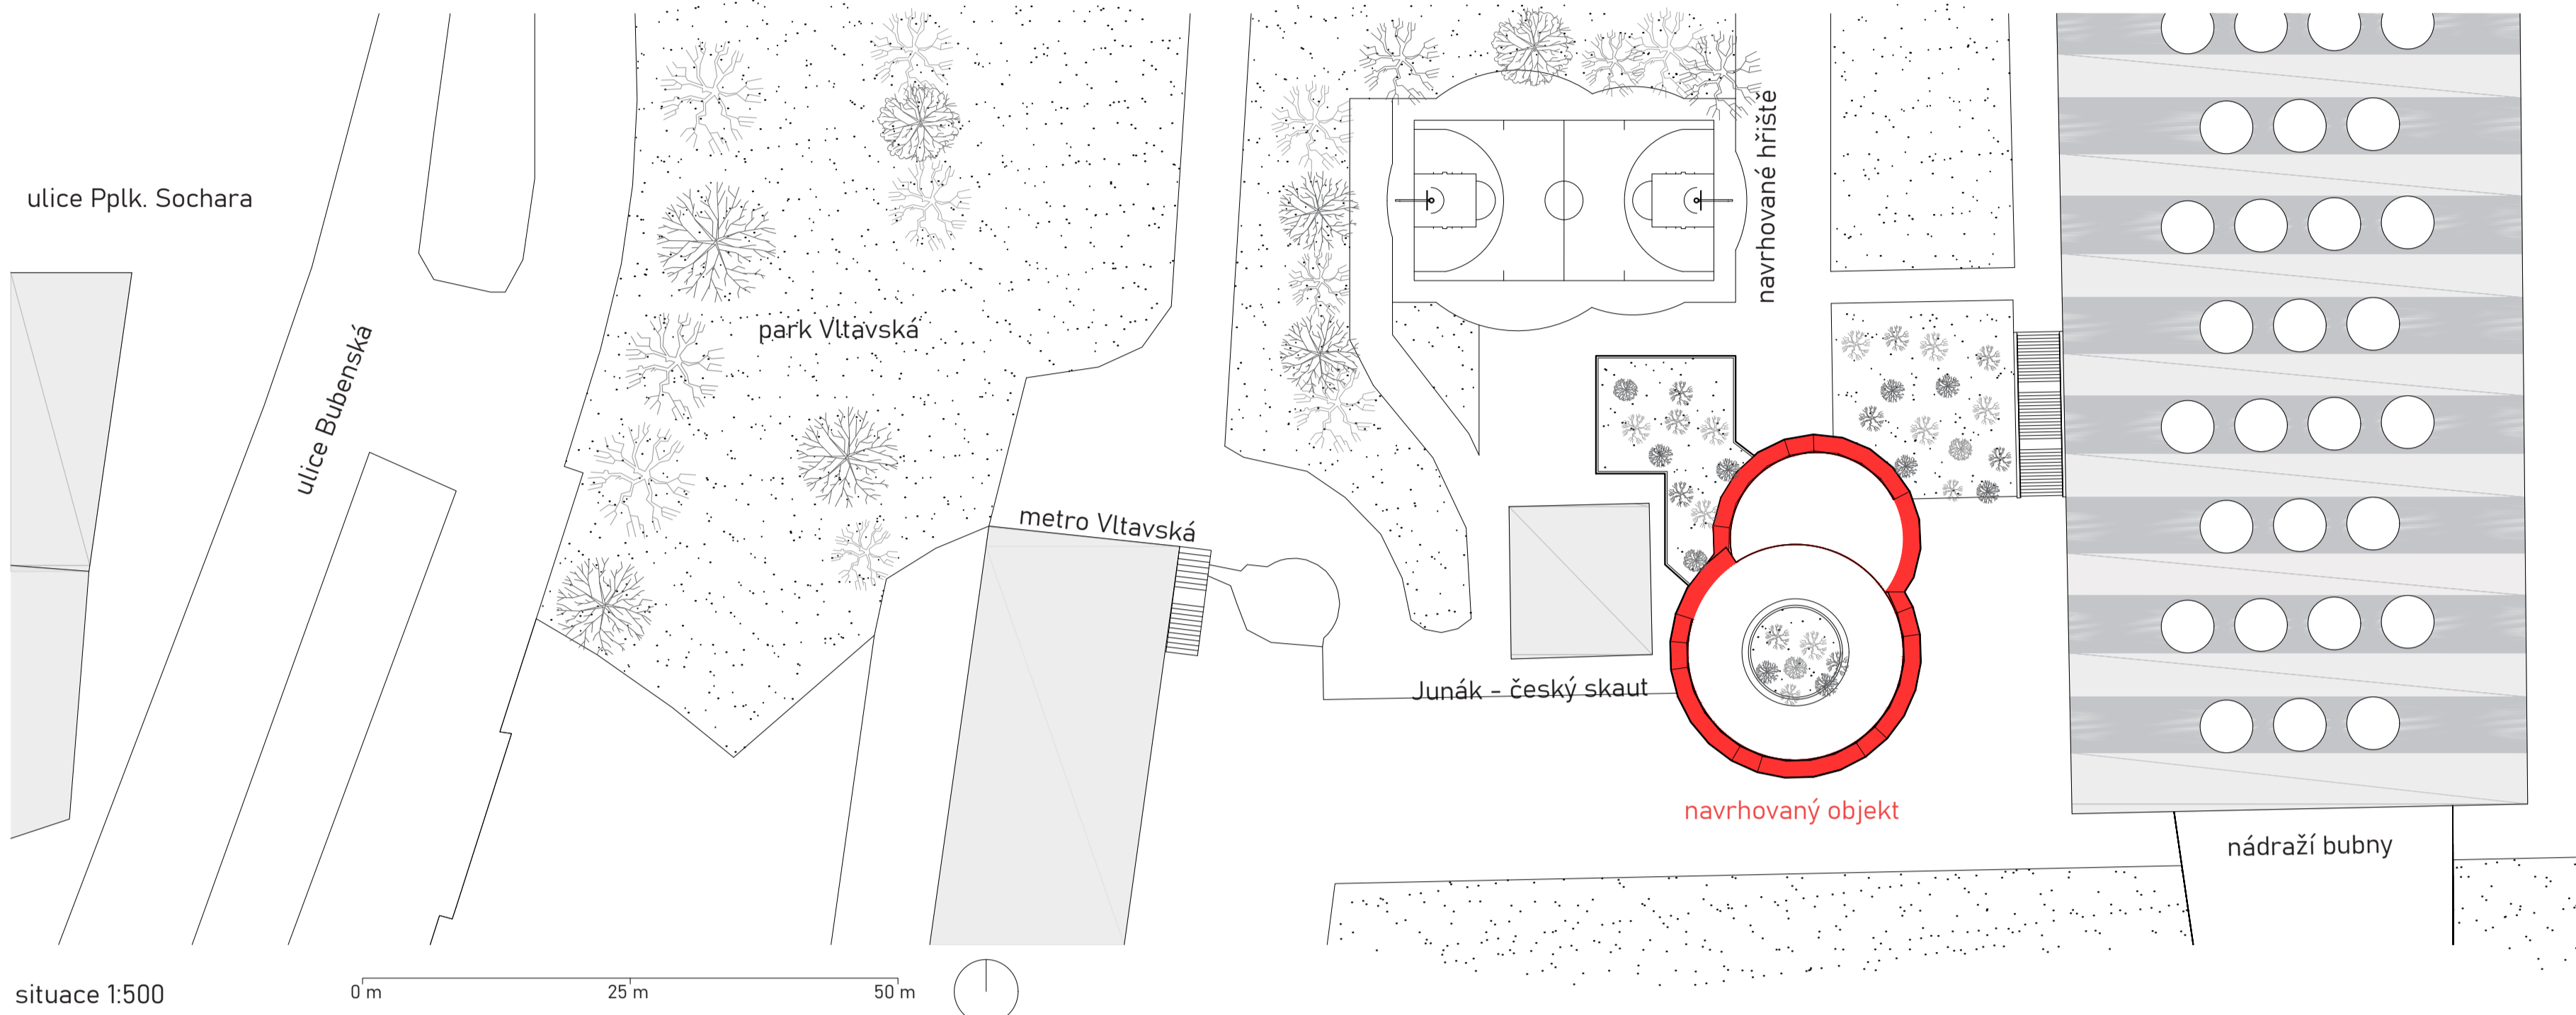 ulice Pplk. Sochara
ulice Bubenská
park Vltavská
metro Vltavská
navrhované hřiště
Junák - český skaut
navrhovaný objekt
nádraží bubny
situace 1:500
0 m
25 m
50 m